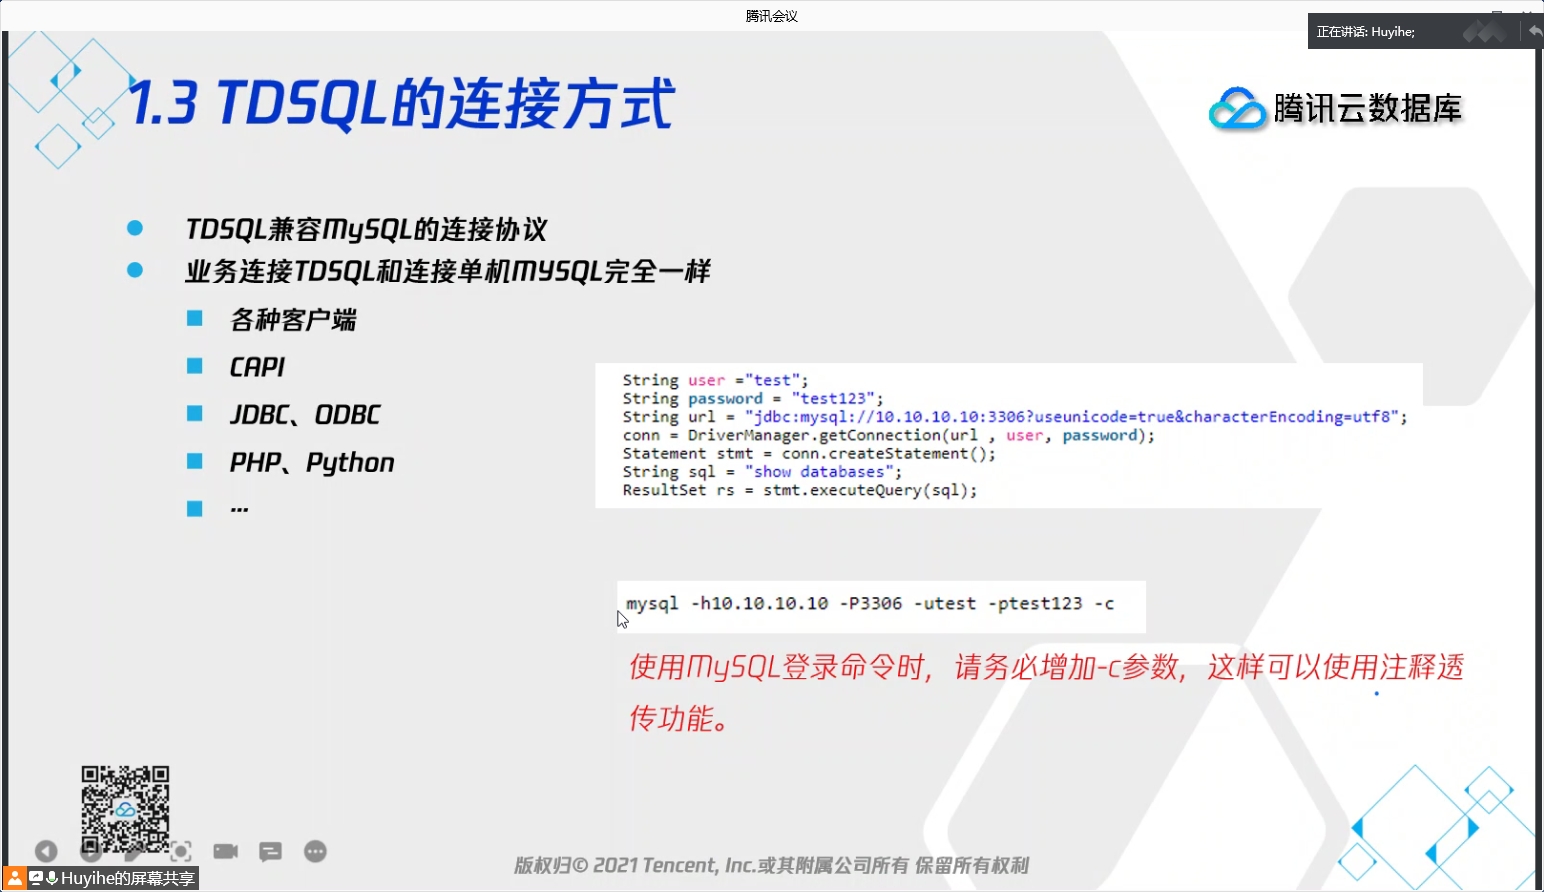 腾讯会议
正在讲话: Huyihe;
1.3 TDSQL的连接方式
腾讯云数据库
TDSQL兼容MySQL的连接协议
业务连接TDSQL和连接单机MYSQL完全一样
各种客户端
CAPI
JDBC、ODBC
PHP、Python
...
String user ="test";
String password = "test123";
String url = "jdbc:mysql://10.10.10.10:3306?useunicode=true&characterEncoding=utf8";
conn = DriverManager.getConnection(url , user, password);
Statement stmt = conn.createStatement();
String sql = "show databases";
ResultSet rs = stmt.executeQuery(sql);
mysql -h10.10.10.10 -P3306 -utest -ptest123 -c
使用MySQL登录命令时，请务必增加-c参数，这样可以使用注释透
传功能。
版权归© 2021 Tencent, Inc.或其附属公司所有 保留所有权利
Huyihe的屏幕共享